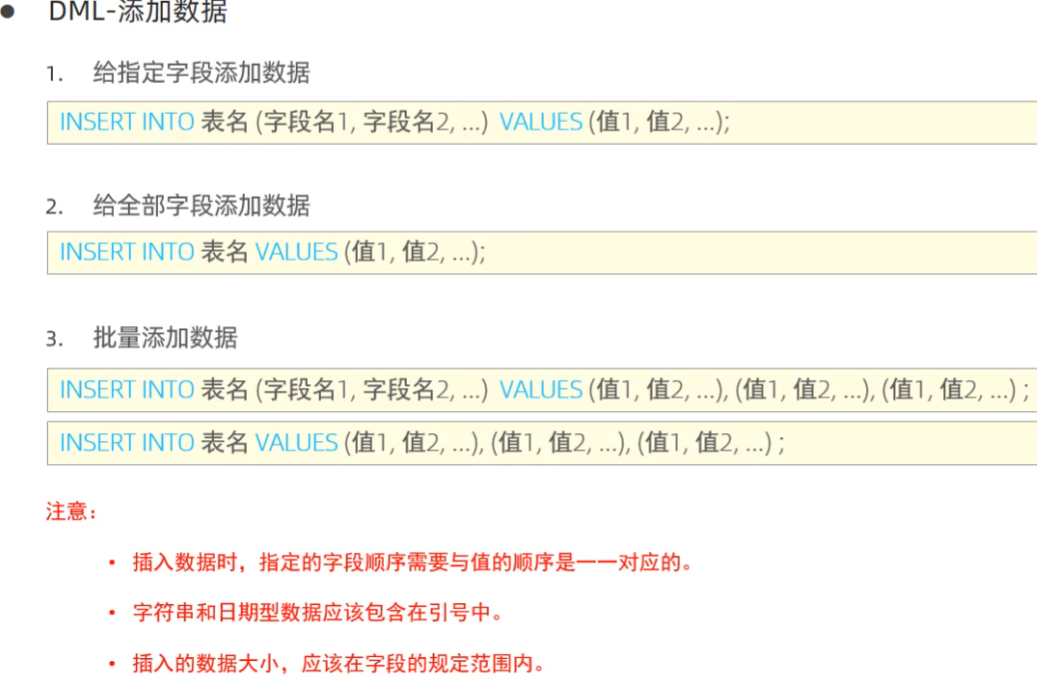 ● DML-添加数据
1. 给指定字段添加数据
INSERT INTO 表名 (字段名1, 字段名2, ...) VALUES (值1, 值2, ...);
2. 给全部字段添加数据
INSERT INTO 表名 VALUES (值1, 值2, ...);
3. 批量添加数据
INSERT INTO 表名 (字段名1, 字段名2, ...) VALUES (值1, 值2, ...), (值1, 值2, ...), (值1, 值2, ...) ;
INSERT INTO 表名 VALUES (值1, 值2, ...), (值1, 值2, ...), (值1, 值2, ...) ;
注意：
• 插入数据时，指定的字段顺序需要与值的顺序是一一对应的。
• 字符串和日期型数据应该包含在引号中。
• 插入的数据大小，应该在字段的规定范围内。